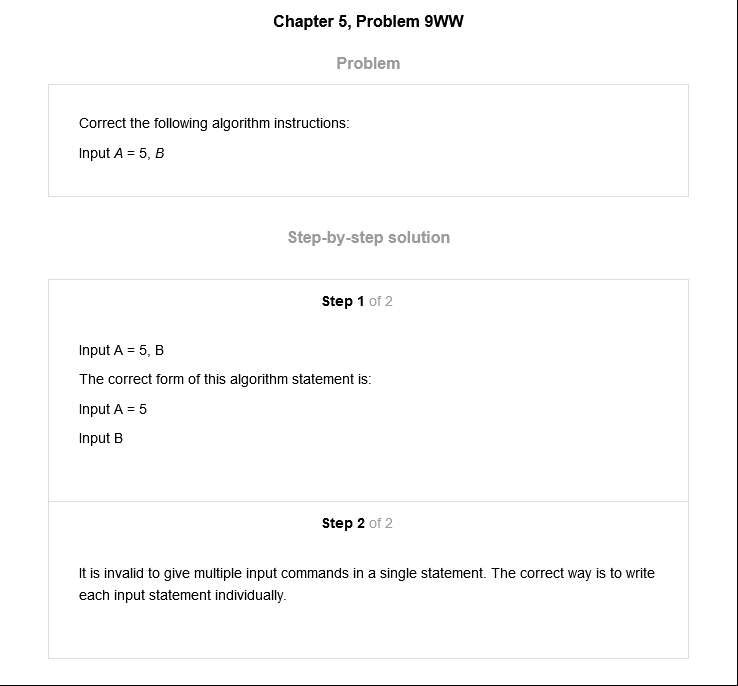 Chapter 5, Problem 9WW
Problem
Correct the following algorithm instructions:
Input A = 5, B
Step-by-step solution
Step 1 of 2
Input A = 5, B
The correct form of this algorithm statement is:
Input A = 5
Input B
Step 2 of 2
It is invalid to give multiple input commands in a single statement. The correct way is to write
each input statement individually.